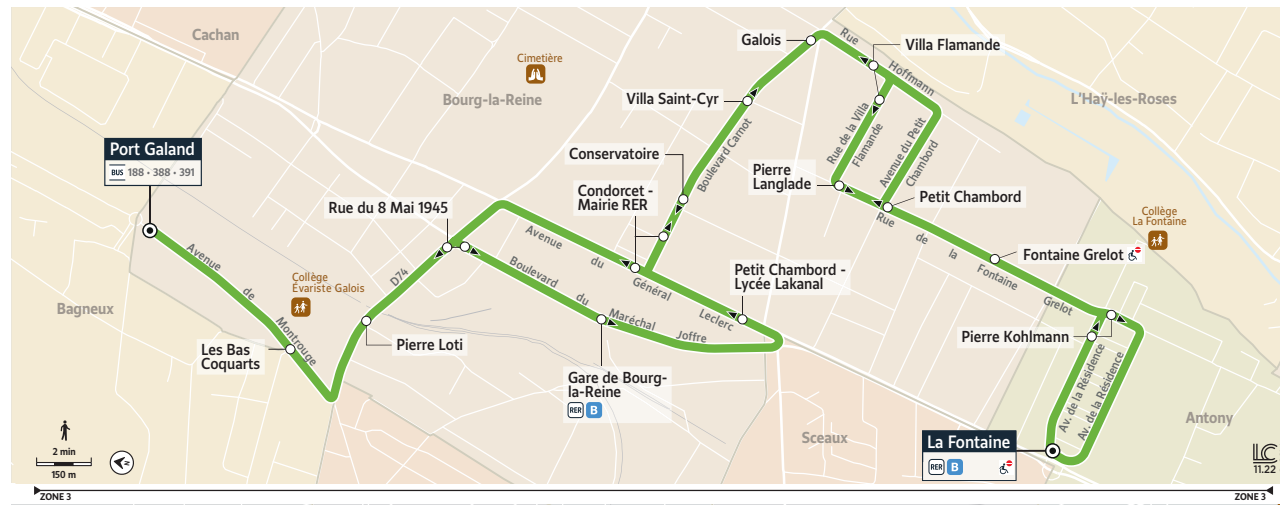 Cachan
Cimetière
Bourg-la-Reine
L'Haÿ-les-Roses
Galois
Rue
Hoffmann
Villa Flamande
Villa Saint-Cyr
Boulevard Carnot
Rue de la Villa
Flamande
Avenue du Petit
Chambord
Port Galand
BUS 188 • 388 • 391
Conservatoire
Condorcet -
Mairie RER
Pierre
Langlade
Petit Chambord
Rue du 8 Mai 1945
Rue
de
la
Fontaine
Grelot
Collège
La Fontaine
Fontaine Grelot
Avenue
de
Montrouge
Collège
Évariste Galois
D74
Avenue
du
Général
Leclerc
Boulevard
du
Maréchal
Joffre
Petit Chambord -
Lycée Lakanal
Bagneux
Les Bas
Coquarts
Pierre Loti
Pierre Kohlmann
Gare de Bourg-
la-Reine
RER B
Av. de la Résidence
Av. de la Résidence
Antony
Sceaux
La Fontaine
RER B
2 min
150 m
N
LC
11.22
ZONE 3
ZONE 3